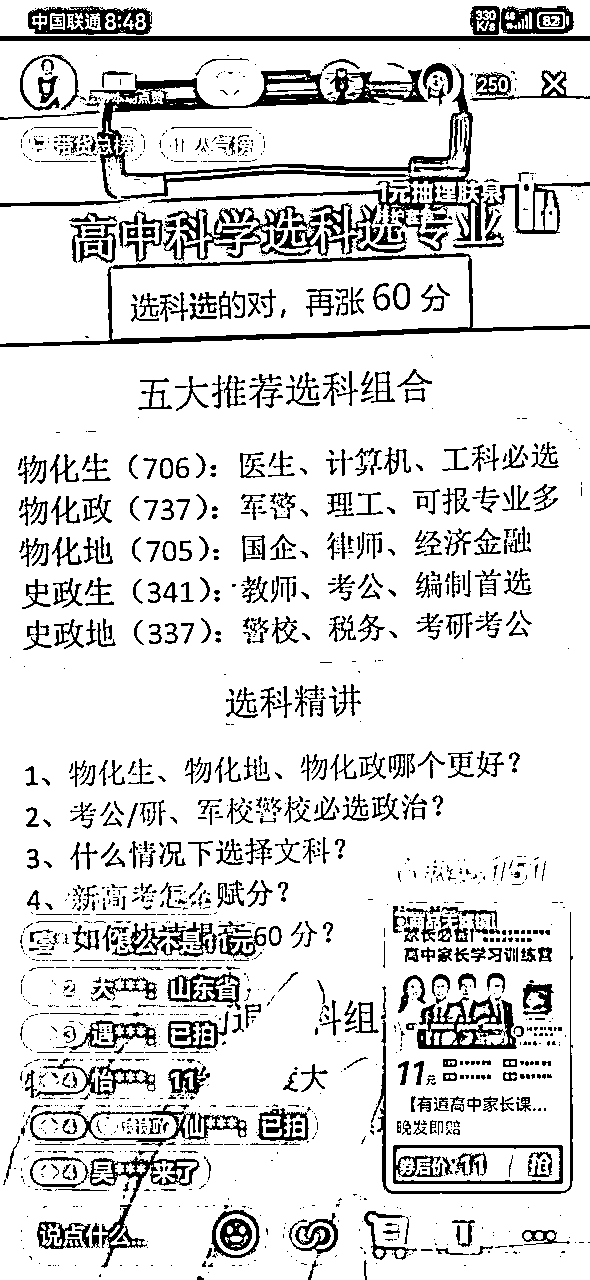 中国联通 8:48
330 K/s 82
250
带货总榜 人气榜
1元抽理肤泉
高中科学选科选专业
选科选的对，再涨 60 分
五大推荐选科组合
物化生（706）：医生、计算机、工科必选
物化政（737）：军警、理工、可报专业多
物化地（705）：国企、律师、经济金融
史政生（341）：教师、考公、编制首选
史政地（337）：警校、税务、考研考公
选科精讲
1、物化生、物化地、物化政哪个更好？
2、考公/研、军校警校必选政治？
3、什么情况下选择文科？
4、新高考怎么赋分？
60 分？
怎么不是1元
山东省
科组
已拍
4 怡***： 11
大
4 仙***： 已拍
4 昊***来了
高中家长学习训练营
11元
【有道高中家长课...
晚发即赔
券后价 ¥11 抢
说点什么...